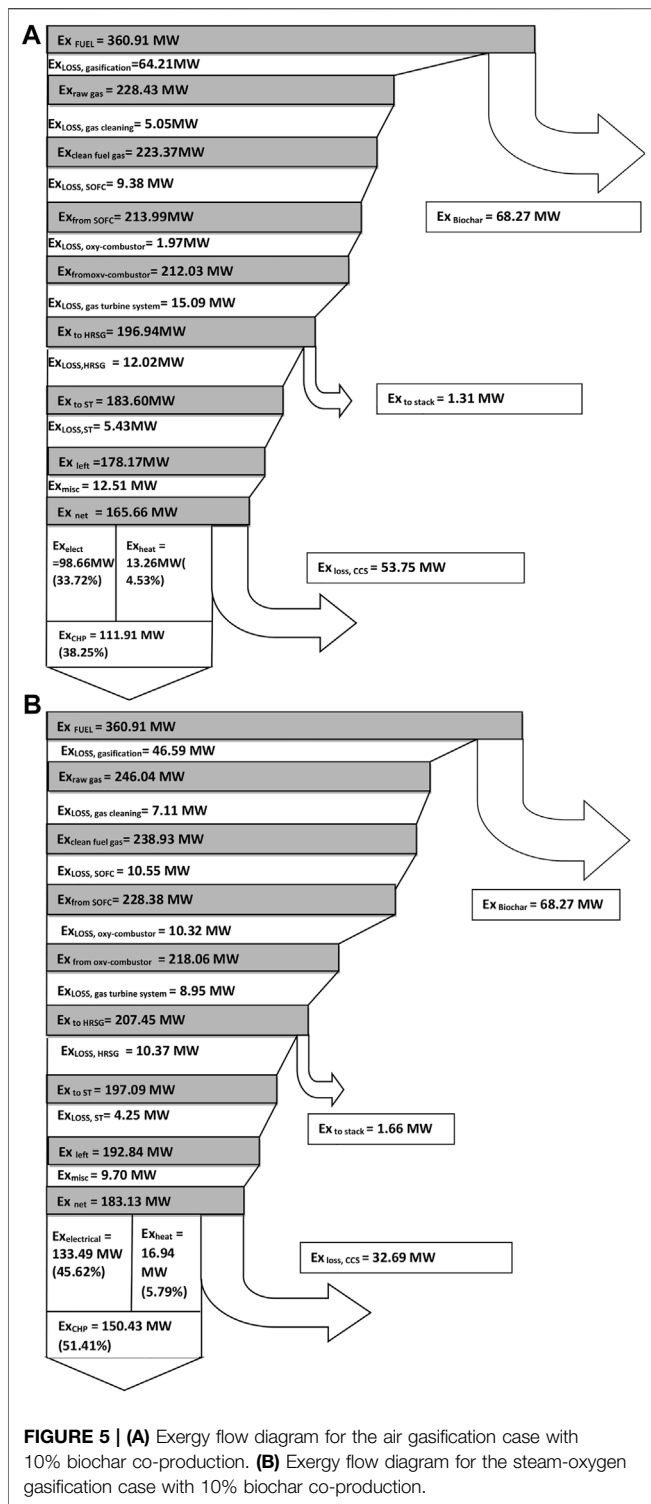 A
Ex FUEL = 360.91 MW
ExLOSS, gasification=64.21MW
Exraw gas = 228.43 MW
ExLOSS, gas cleaning = 5.05MW
Exclean fuel gas= 223.37MW
ExLOSS, SOFC= 9.38 MW
Exfrom SOFC= 213.99MW
Ex Biochar= 68.27 MW
ExLOSS, oxy-combustor = 1.97MW
Exfromoxv-combustor= 212.03 MW
ExLOSS, gas turbine system = 15.09 MW
Ex to HRSG= 196.94MW
ExLOSS,HRSG = 12.02MW
Ex to ST = 183.60MW
Ex to stack = 1.31 MW
ExLOSS,ST= 5.43MW
Ex left =178.17MW
Exmisc = 12.51 MW
Ex net = 165.66 MW
Exelect
=98.66MW
(33.72%)
Exheat =
13.26MW(
4.53%)
Ex loss, CCS = 53.75 MW
ExCHP = 111.91 MW
(38.25%)
B
Ex FUEL = 360.91 MW
ExLOSS, gasification = 46.59 MW
Exraw gas = 246.04 MW
ExLOSS, gas cleaning = 7.11 MW
Exclean fuel gas= 238.93 MW
ExLOSS, SOFC = 10.55 MW
Exfrom SOFC= 228.38 MW
Ex Biochar= 68.27 MW
ExLOSS, oxy-combustor = 10.32 MW
Ex from oxv-combustor = 218.06 MW
ExLOSS, gas turbine system = 8.95 MW
Ex to HRSG= 207.45 MW
ExLOSS, HRSG = 10.37 MW
Ex to ST = 197.09 MW
ExLOSS, ST= 4.25 MW
Ex to stack = 1.66 MW
Ex left = 192.84 MW
Exmisc= 9.70 MW
Ex net = 183.13 MW
Exelectrical =
133.49 MW
(45.62%)
Exheat =
16.94
MW
(5.79%)
Ex loss, CCS = 32.69 MW
ExCHP = 150.43 MW
(51.41%)
FIGURE 5 | (A) Exergy flow diagram for the air gasification case with
10% biochar co-production. (B) Exergy flow diagram for the steam-oxygen
gasification case with 10% biochar co-production.